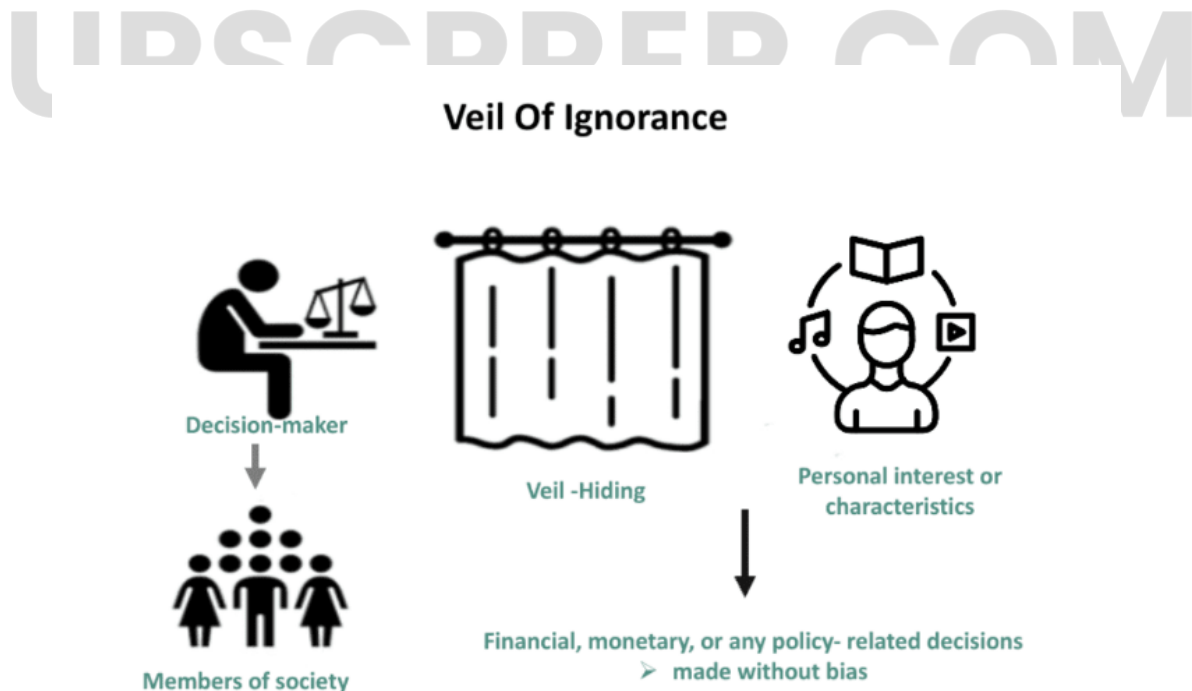 UPSCPREP.COM
Veil Of Ignorance
Decision-maker
Members of society
Veil -Hiding
Personal interest or
characteristics
Financial, monetary, or any policy- related decisions
➢ made without bias